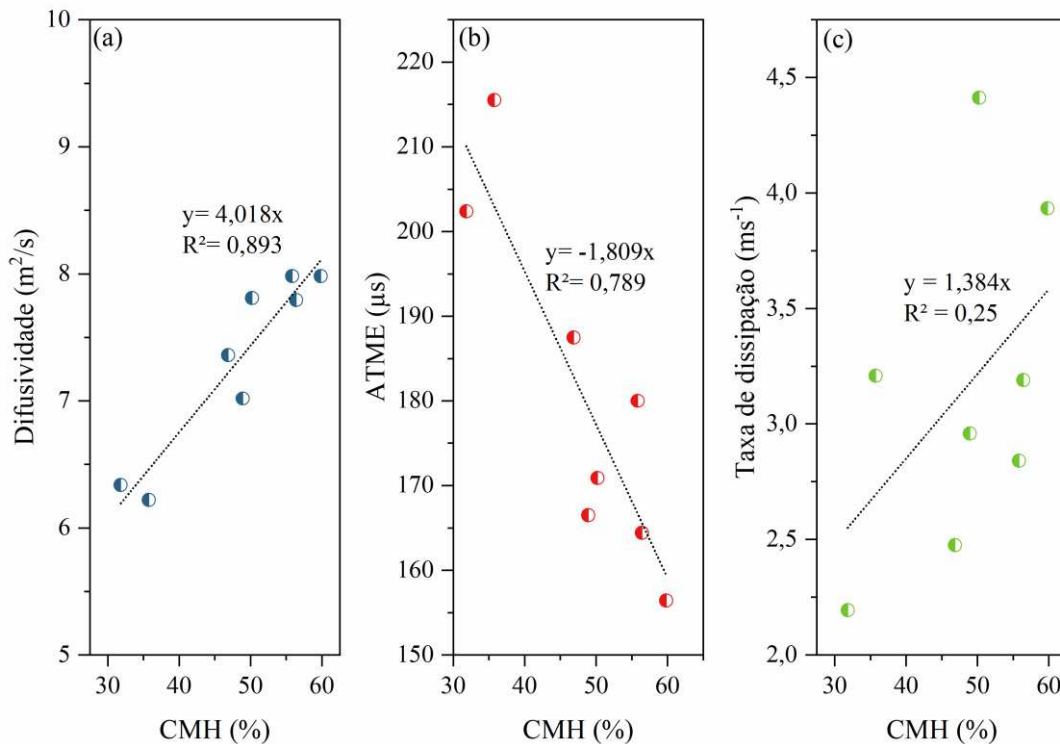 (a)
10
9
8
7
6
5
Difusividade (m²/s)
y= 4,018x
R²= 0,893
30 40 50 60
CMH (%)
(b)
220
210
200
190
180
170
160
150
ATME (µs)
y= -1,809x
R²= 0,789
30 40 50 60
CMH (%)
(c)
4,5
4,0
3,5
3,0
2,5
2,0
Taxa de dissipação (ms⁻¹)
y = 1,384x
R² = 0,25
30 40 50 60
CMH (%)